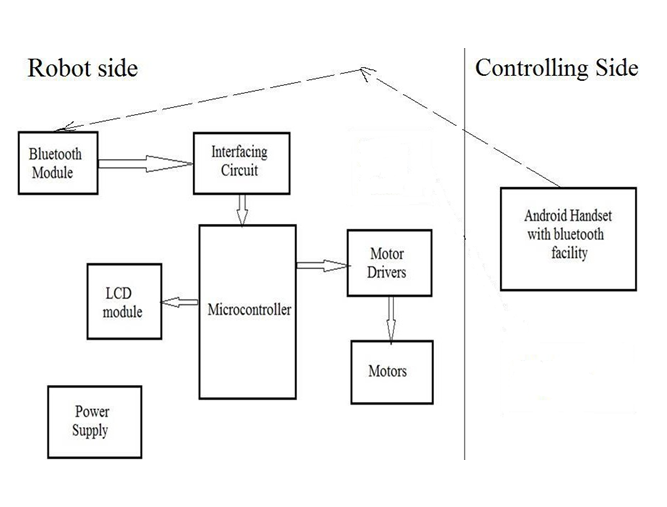 Robot side
Controlling Side
Bluetooth
Module
Interfacing
Circuit
Android Handset
with bluetooth
facility
Motor
Drivers
LCD
module
Microcontroller
Motors
Power
Supply